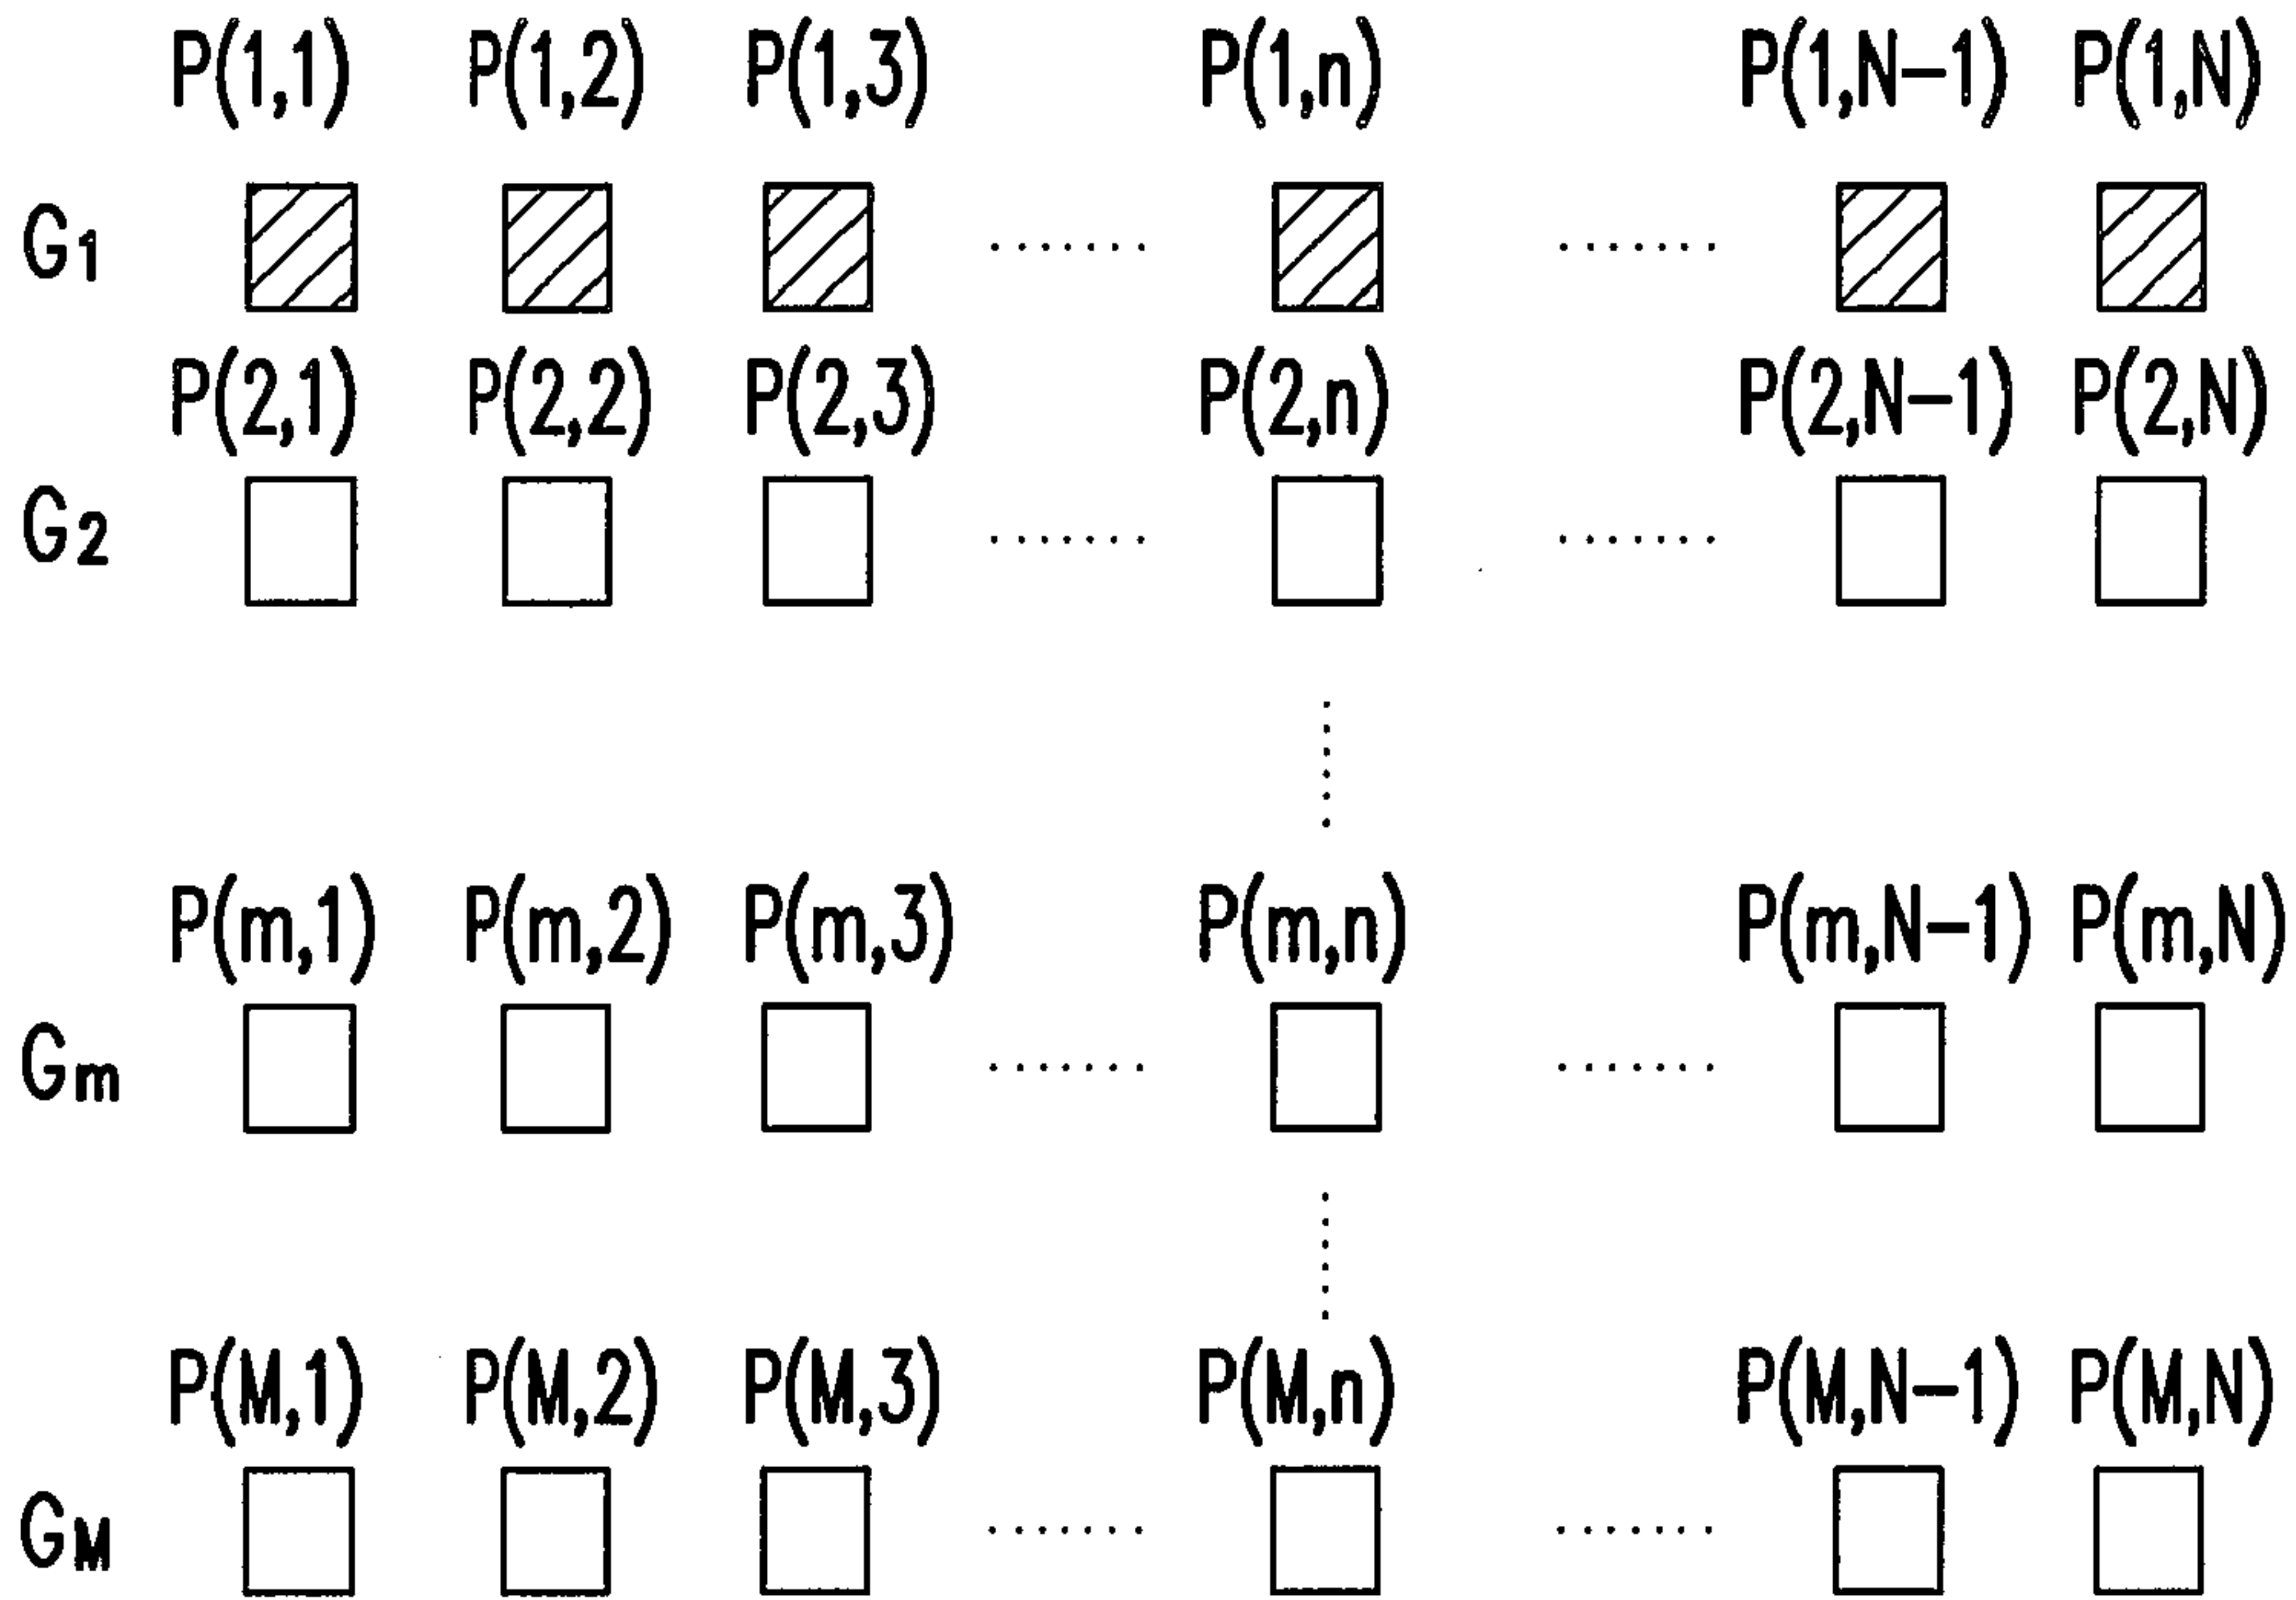 P(1,1) P(1,2) P(1,3) P(1,n) P(1,N-1) P(1,N)
G1
P(2,1) P(2,2) P(2,3) P(2,n) P(2,N-1) P(2,N)
G2
P(m,1) P(m,2) P(m,3) P(m,n) P(m,N-1) P(m,N)
Gm
P(M,1) P(M,2) P(M,3) P(M,n) P(M,N-1) P(M,N)
GM